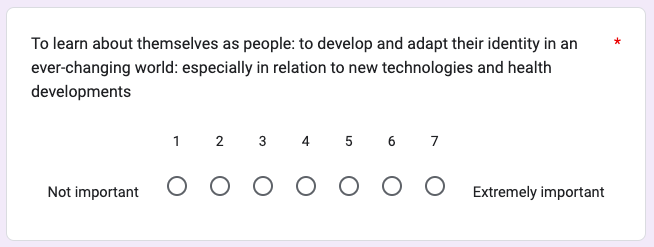 To learn about themselves as people: to develop and adapt their identity in an *
ever-changing world: especially in relation to new technologies and health
developments
1 2 3 4 5 6 7
Not important Extremely important